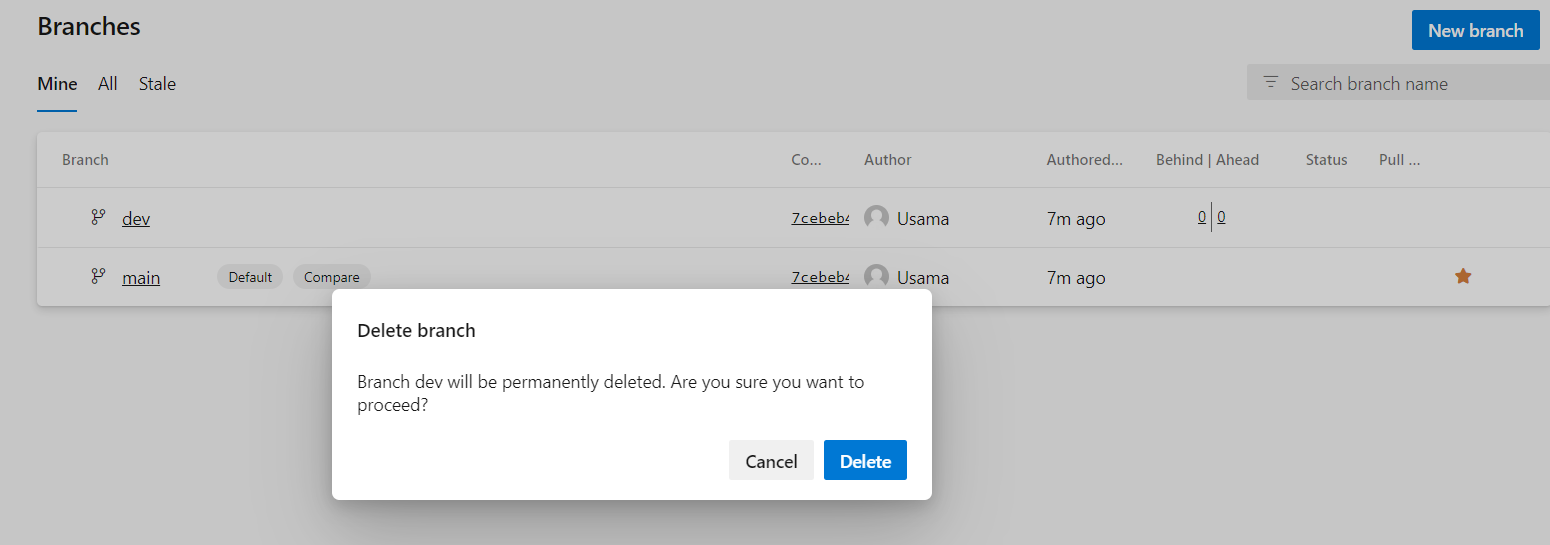 Branches
New branch
Mine All Stale
Search branch name
Branch Co... Author Authored... Behind | Ahead Status Pull ...
dev 7cebeb4 Usama 7m ago 0 | 0
main Default Compare 7cebeb4 Usama 7m ago
Delete branch
Branch dev will be permanently deleted. Are you sure you want to
proceed?
Cancel Delete